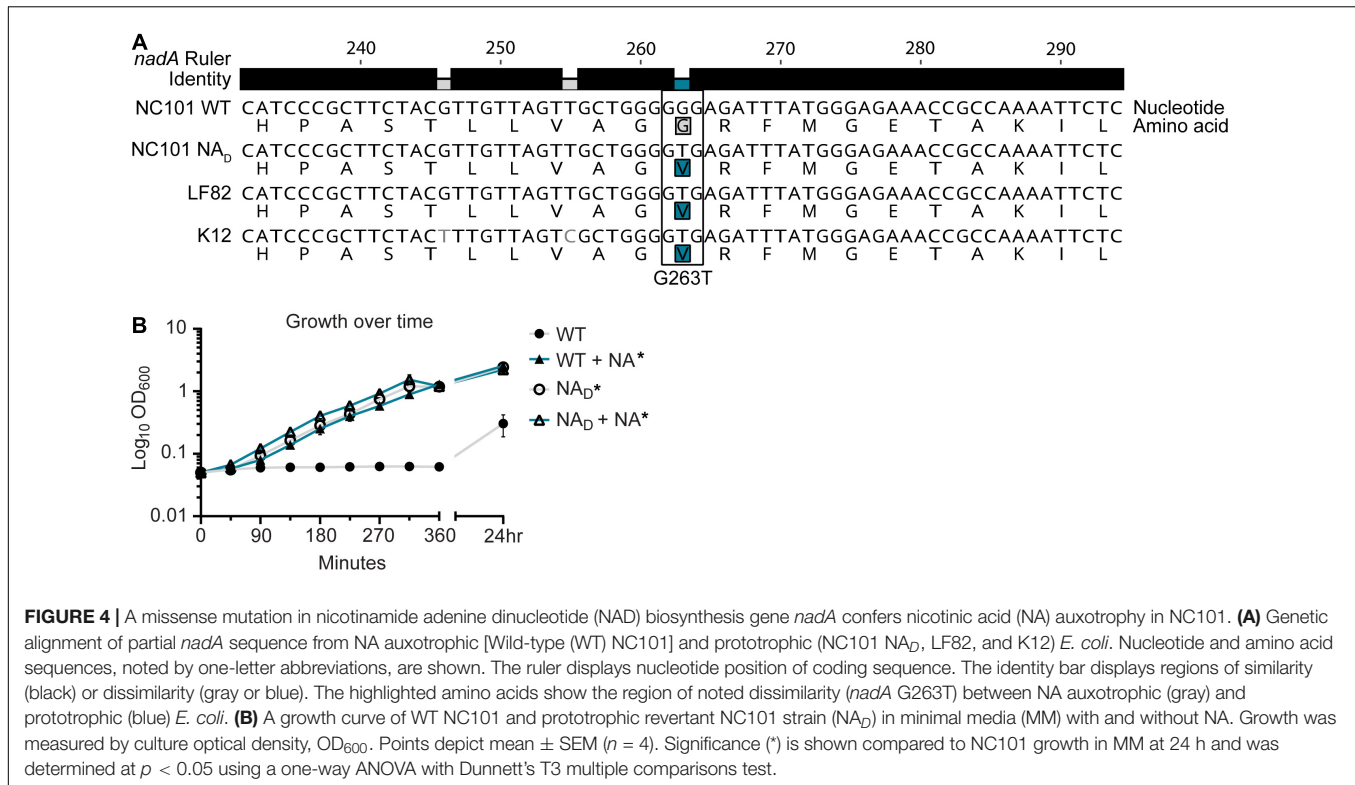 A
nadA Ruler 240 250 260 270 280 290
Identity
NC101 WT CATCCCGCTTCTACGTTGTTAGTTGCTGGGGGGAGATTTATGGGAGAAACCGCCAAAATTCTC Nucleotide
H P A S T L L V A G G R F M G E T A K I L Amino acid
NC101 NAD CATCCCGCTTCTACGTTGTTAGTTGCTGGGGTGAGATTTATGGGAGAAACCGCCAAAATTCTC
H P A S T L L V A G V R F M G E T A K I L
LF82 CATCCCGCTTCTACGTTGTTAGTTGCTGGGGTGAGATTTATGGGAGAAACCGCCAAAATTCTC
H P A S T L L V A G V R F M G E T A K I L
K12 CATCCCGCTTCTACTTTGTTAGTCGCTGGGGTGAGATTTATGGGAGAAACCGCCAAAATTCTC
H P A S T L L V A G V R F M G E T A K I L
G263T
B Growth over time
Log10 OD600
10
1
0.1
0.01
0 90 180 270 360 24hr
Minutes
WT
WT + NA*
NAD*
NAD + NA*
FIGURE 4 | A missense mutation in nicotinamide adenine dinucleotide (NAD) biosynthesis gene nadA confers nicotinic acid (NA) auxotrophy in NC101. (A) Genetic
alignment of partial nadA sequence from NA auxotrophic [Wild-type (WT) NC101] and prototrophic (NC101 NAD, LF82, and K12) E. coli. Nucleotide and amino acid
sequences, noted by one-letter abbreviations, are shown. The ruler displays nucleotide position of coding sequence. The identity bar displays regions of similarity
(black) or dissimilarity (gray or blue). The highlighted amino acids show the region of noted dissimilarity (nadA G263T) between NA auxotrophic (gray) and
prototrophic (blue) E. coli. (B) A growth curve of WT NC101 and prototrophic revertant NC101 strain (NAD) in minimal media (MM) with and without NA. Growth was
measured by culture optical density, OD600. Points depict mean ± SEM (n = 4). Significance (*) is shown compared to NC101 growth in MM at 24 h and was
determined at p < 0.05 using a one-way ANOVA with Dunnett's T3 multiple comparisons test.